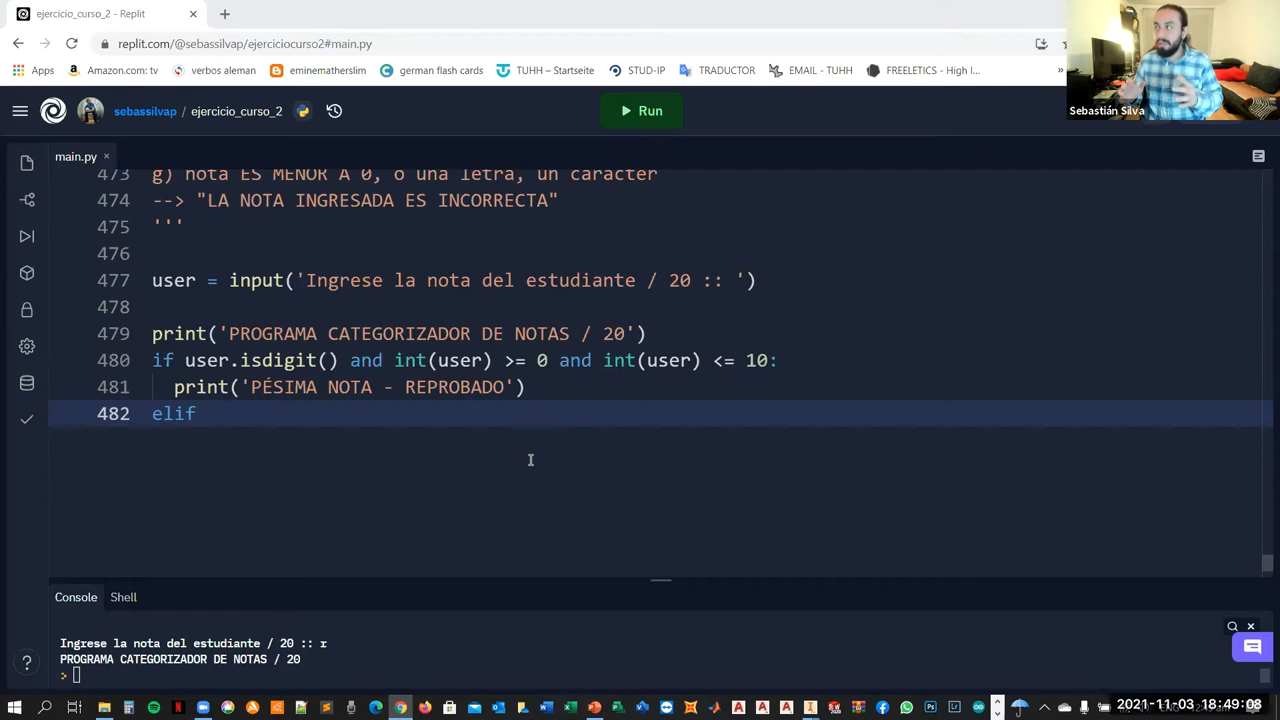 ejercicio_curso_2 - Replit
replit.com/@sebassilvap/ejerciciocurso2#main.py
Apps
Amazon.com: tv
verbos aleman
eminematherslim
german flash cards
TUHH – Startseite
STUD-IP
TRADUCTOR
EMAIL - TUHH
FREELETICS - High I...
»
Sebastián Silva
sebassilvap / ejercicio_curso_2
Run
main.py
473 g) nota ES MENOR A 0, o una letra, un caracter
474 --> "LA NOTA INGRESADA ES INCORRECTA"
475 '''
476
477 user = input('Ingrese la nota del estudiante / 20 :: ')
478
479 print('PROGRAMA CATEGORIZADOR DE NOTAS / 20')
480 if user.isdigit() and int(user) >= 0 and int(user) <= 10:
481 print('PÉSIMA NOTA - REPROBADO')
482 elif
Console
Shell
Ingrese la nota del estudiante / 20 :: r
PROGRAMA CATEGORIZADOR DE NOTAS / 20
>
2021-11-03 18:49:08